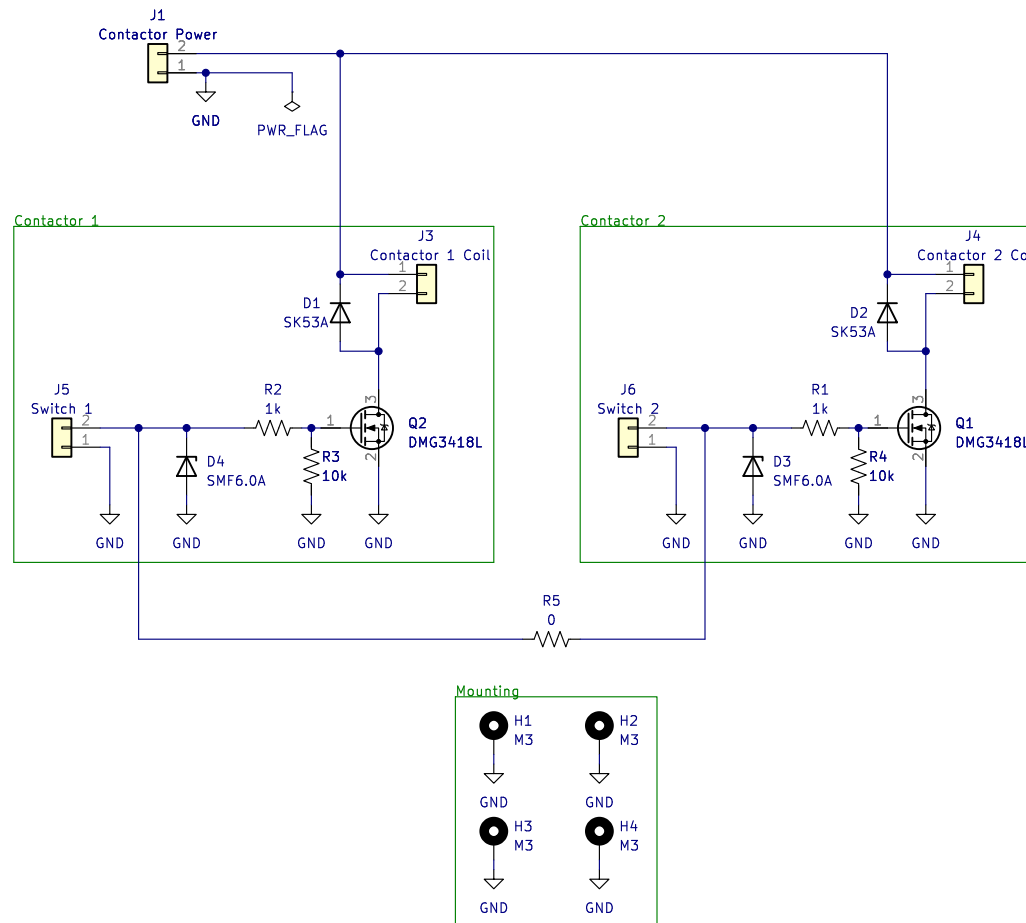 J1
Contactor Power
2
1
GND
PWR_FLAG
Contactor 1
J3
Contactor 1 Coil
1
2
D1
SK53A
J5
Switch 1
2
1
R2
1k
1
3
2
Q2
DMG3418L
D4
SMF6.0A
R3
10k
GND
GND
GND
GND
Contactor 2
J4
Contactor 2 Co
1
2
D2
SK53A
J6
Switch 2
2
1
R1
1k
1
3
2
Q1
DMG3418L
D3
SMF6.0A
R4
10k
GND
GND
GND
GND
R5
0
Mounting
H1
M3
GND
H2
M3
GND
H3
M3
GND
H4
M3
GND